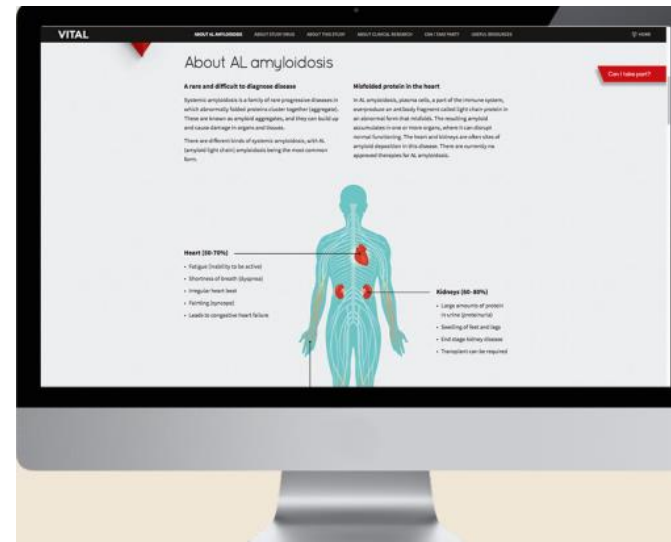 VITAL
ABOUT AL AMYLOIDOSIS ABOUT STUDY DRUG ABOUT THIS STUDY ABOUT CLINICAL RESEARCH CAN I TAKE PART? USEFUL RESOURCES
HOME
Can I take part?
About AL amyloidosis
A rare and difficult to diagnose disease
Systemic amyloidosis is a family of rare progressive diseases in
which abnormally folded proteins cluster together (aggregate).
These are known as amyloid aggregates, and they can build up
and cause damage in organs and tissues.
There are different kinds of systemic amyloidosis, with AL
(amyloid light chain) amyloidosis being the most common
form.
Misfolded protein in the heart
In AL amyloidosis, plasma cells, a part of the immune system,
overproduce an antibody fragment called light chain protein in
an abnormal form that misfolds. The resulting amyloid
accumulates in one or more organs, where it can disrupt
normal functioning. The heart and kidneys are often sites of
amyloid deposition in this disease. There are currently no
approved therapies for AL amyloidosis.
Heart
• Fatigue (inability to be active)
• Shortness of breath (dyspnea)
• Irregular heart beat
• Fainting (syncope)
• Leads to congestive heart failure
Kidneys
• Large amounts of protein
in urine (proteinuria)
• Swelling of feet and legs
• End stage kidney disease
• Transplant can be required